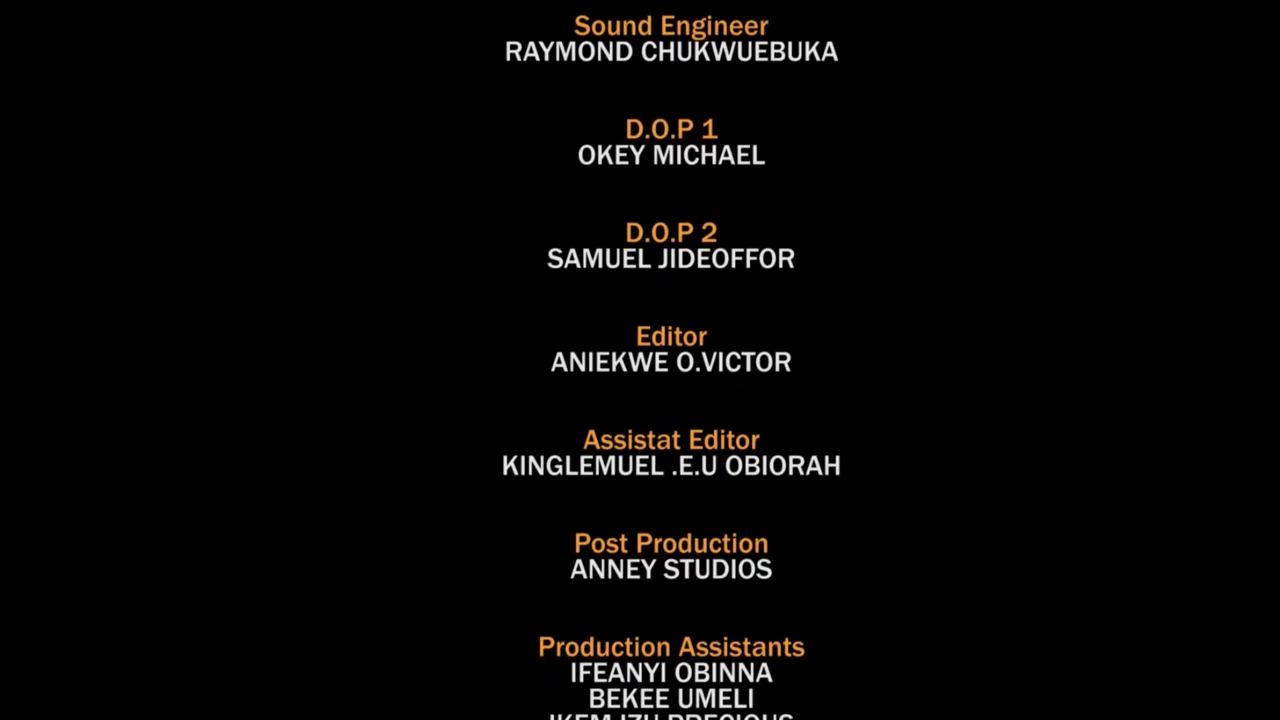 Sound Engineer
RAYMOND CHUKWUEBUKA
D.O.P 1
OKEY MICHAEL
D.O.P 2
SAMUEL JIDEOFFOR
Editor
ANIEKWE O.VICTOR
Assistat Editor
KINGLEMUEL .E.U OBIORAH
Post Production
ANNEY STUDIOS
Production Assistants
IFEANYI OBINNA
BEKEE UMELI